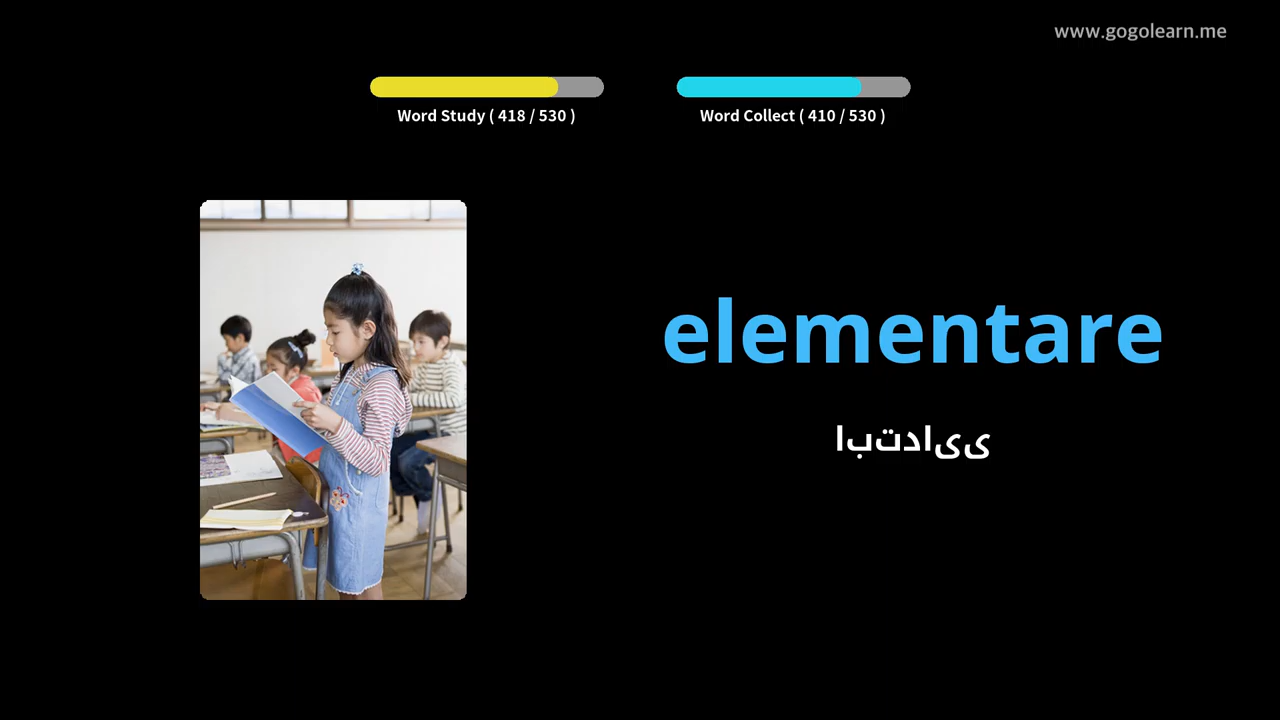 www.gogolearn.me
Word Study ( 418 / 530 )
Word Collect ( 410 / 530 )
elementare
ابتدایی